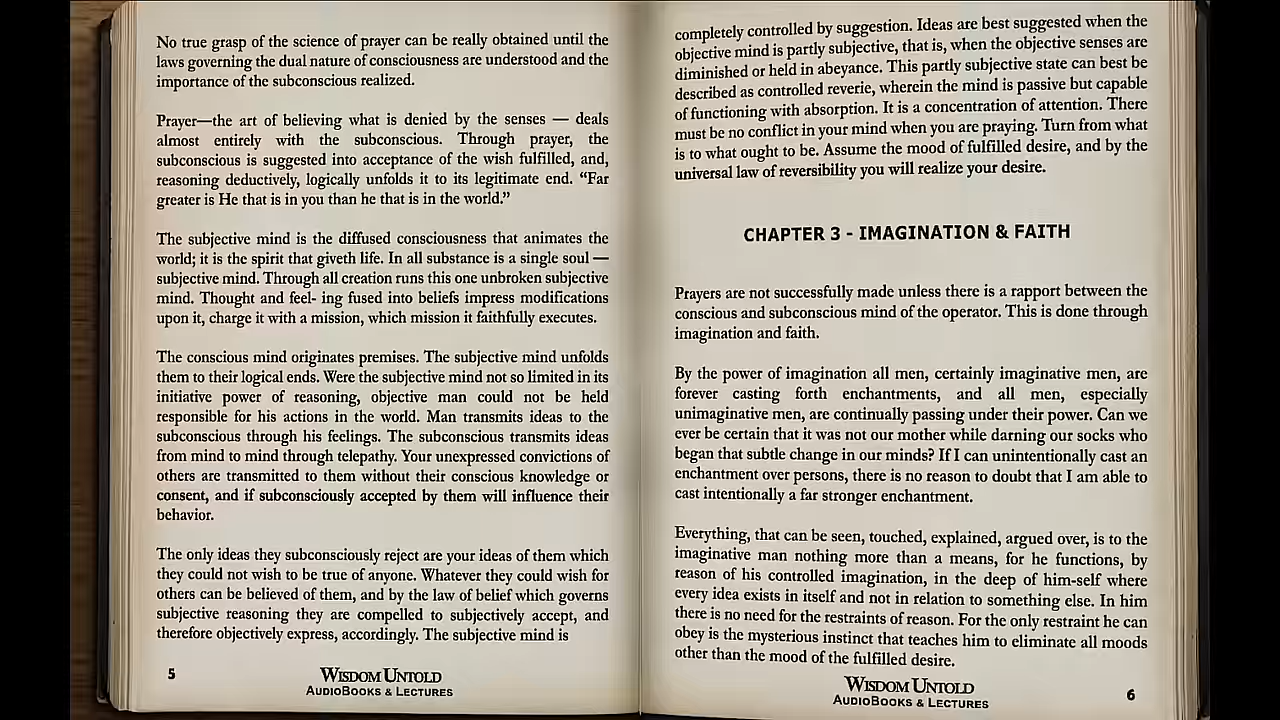 No true grasp of the science of prayer can be really obtained until the
laws governing the dual nature of consciousness are understood and the
importance of the subconscious realized.
Prayer—the art of believing what is denied by the senses — deals
almost entirely with the subconscious. Through prayer, the
subconscious is suggested into acceptance of the wish fulfilled, and,
reasoning deductively, logically unfolds it to its legitimate end. “Far
greater is He that is in you than he that is in the world.”
The subjective mind is the diffused consciousness that animates the
world; it is the spirit that giveth life. In all substance is a single soul —
subjective mind. Through all creation runs this one unbroken subjective
mind. Thought and feel- ing fused into beliefs impress modifications
upon it, charge it with a mission, which mission it faithfully executes.
The conscious mind originates premises. The subjective mind unfolds
them to their logical ends. Were the subjective mind not so limited in its
initiative power of reasoning, objective man could not be held
responsible for his actions in the world. Man transmits ideas to the
subconscious through his feelings. The subconscious transmits ideas
from mind to mind through telepathy. Your unexpressed convictions of
others are transmitted to them without their conscious knowledge or
consent, and if subconsciously accepted by them will influence their
behavior.
The only ideas they subconsciously reject are your ideas of them which
they could not wish to be true of anyone. Whatever they could wish for
others can be believed of them, and by the law of belief which governs
subjective reasoning they are compelled to subjectively accept, and
therefore objectively express, accordingly. The subjective mind is
5
WISDOM UNTOLD
AUDIOBOOKS & LECTURES
completely controlled by suggestion. Ideas are best suggested when the
objective mind is partly subjective, that is, when the objective senses are
diminished or held in abeyance. This partly subjective state can best be
described as controlled reverie, wherein the mind is passive but capable
of functioning with absorption. It is a concentration of attention. There
must be no conflict in your mind when you are praying. Turn from what
is to what ought to be. Assume the mood of fulfilled desire, and by the
universal law of reversibility you will realize your desire.
CHAPTER 3 - IMAGINATION & FAITH
Prayers are not successfully made unless there is a rapport between the
conscious and subconscious mind of the operator. This is done through
imagination and faith.
By the power of imagination all men, certainly imaginative men, are
forever casting forth enchantments, and all men, especially
unimaginative men, are continually passing under their power. Can we
ever be certain that it was not our mother while darning our socks who
began that subtle change in our minds? If I can unintentionally cast an
enchantment over persons, there is no reason to doubt that I am able to
cast intentionally a far stronger enchantment.
Everything, that can be seen, touched, explained, argued over, is to the
imaginative man nothing more than a means, for he functions, by
reason of his controlled imagination, in the deep of him-self where
every idea exists in itself and not in relation to something else. In him
there is no need for the restraints of reason. For the only restraint he can
obey is the mysterious instinct that teaches him to eliminate all moods
other than the mood of the fulfilled desire.
WISDOM UNTOLD
AUDIOBOOKS & LECTURES
6